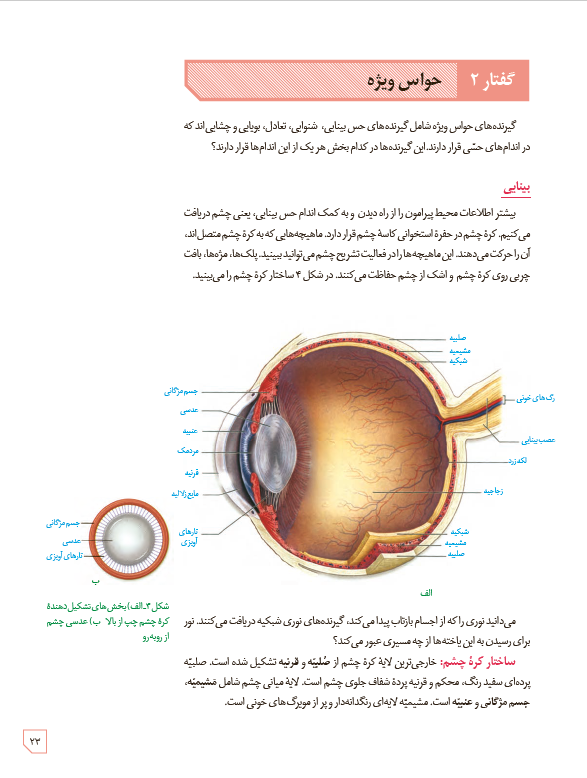 گفتار ۲ حواس ویژه
گیرنده‌های حواس ویژه شامل گیرنده‌های حس بینایی، شنوایی، تعادل، بویایی و چشایی‌اند که
در اندام‌های حسّی قرار دارند. این گیرنده‌ها در کدام بخش هر یک از این اندام‌ها قرار دارند؟
بینایی
بیشتر اطلاعات محیط پیرامون را از راه دیدن و به کمک اندام حس بینایی، یعنی چشم دریافت
می‌کنیم. کرهٔ چشم در حفرهٔ استخوانی کاسهٔ چشم قرار دارد. ماهیچه‌هایی که به کرهٔ چشم متصل‌اند،
آن را حرکت می‌دهند. این ماهیچه‌ها را در فعالیت تشریح چشم می‌توانید ببینید. پلک‌ها، مژه‌ها، بافت
چربی روی کرهٔ چشم و اشک از چشم حفاظت می‌کنند. در شکل ۴ ساختار کرهٔ چشم را می‌بینید.
صلبیه
مشیمیه
شبکیه
رگ‌های خونی
عصب بینایی
لکه زرد
زجاجیه
شبکیه
مشیمیه
صلبیه
جسم مژگانی
عدسی
عنبیه
مردمک
قرنیه
مایع زلالیه
تارهای
آویزی
الف
جسم مژگانی
عدسی
تارهای آویزی
ب
شکل ۴ـ الف) بخش‌های تشکیل‌دهندهٔ
کرهٔ چشم چپ از بالا ب) عدسی چشم
از روبه‌رو
می‌دانید نوری را که از اجسام بازتاب پیدا می‌کند، گیرنده‌های نوری شبکیه دریافت می‌کنند. نور
برای رسیدن به این یاخته‌ها از چه مسیری عبور می‌کند؟
ساختار کرهٔ چشم: خارجی‌ترین لایهٔ کرهٔ چشم از صُلبیّه و قرنیه تشکیل شده است. صلبیّه
پرده‌ای سفید رنگ، محکم و قرنیه پردهٔ شفاف جلوی چشم است. لایهٔ میانی چشم شامل مَشیمیّه،
جسم مژگانی و عنبیّه است. مشیمیّه لایه‌ای رنگدانه‌دار و پر از مویرگ‌های خونی است.
۲۳